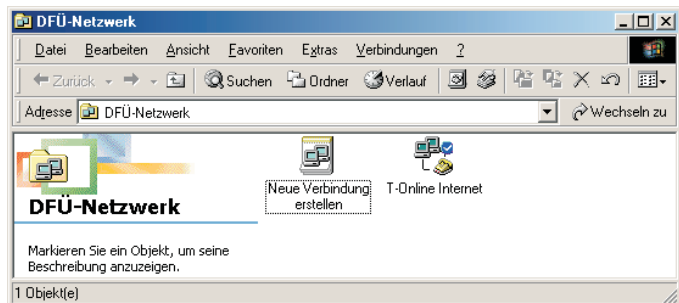 DFÜ-Netzwerk
Datei Bearbeiten Ansicht Favoriten Extras Verbindungen ?
Zurück Suchen Ordner Verlauf
Adresse DFÜ-Netzwerk Wechseln zu
Neue Verbindung erstellen
T-Online Internet
DFÜ-Netzwerk
Markieren Sie ein Objekt, um seine
Beschreibung anzuzeigen.
1 Objekt(e)